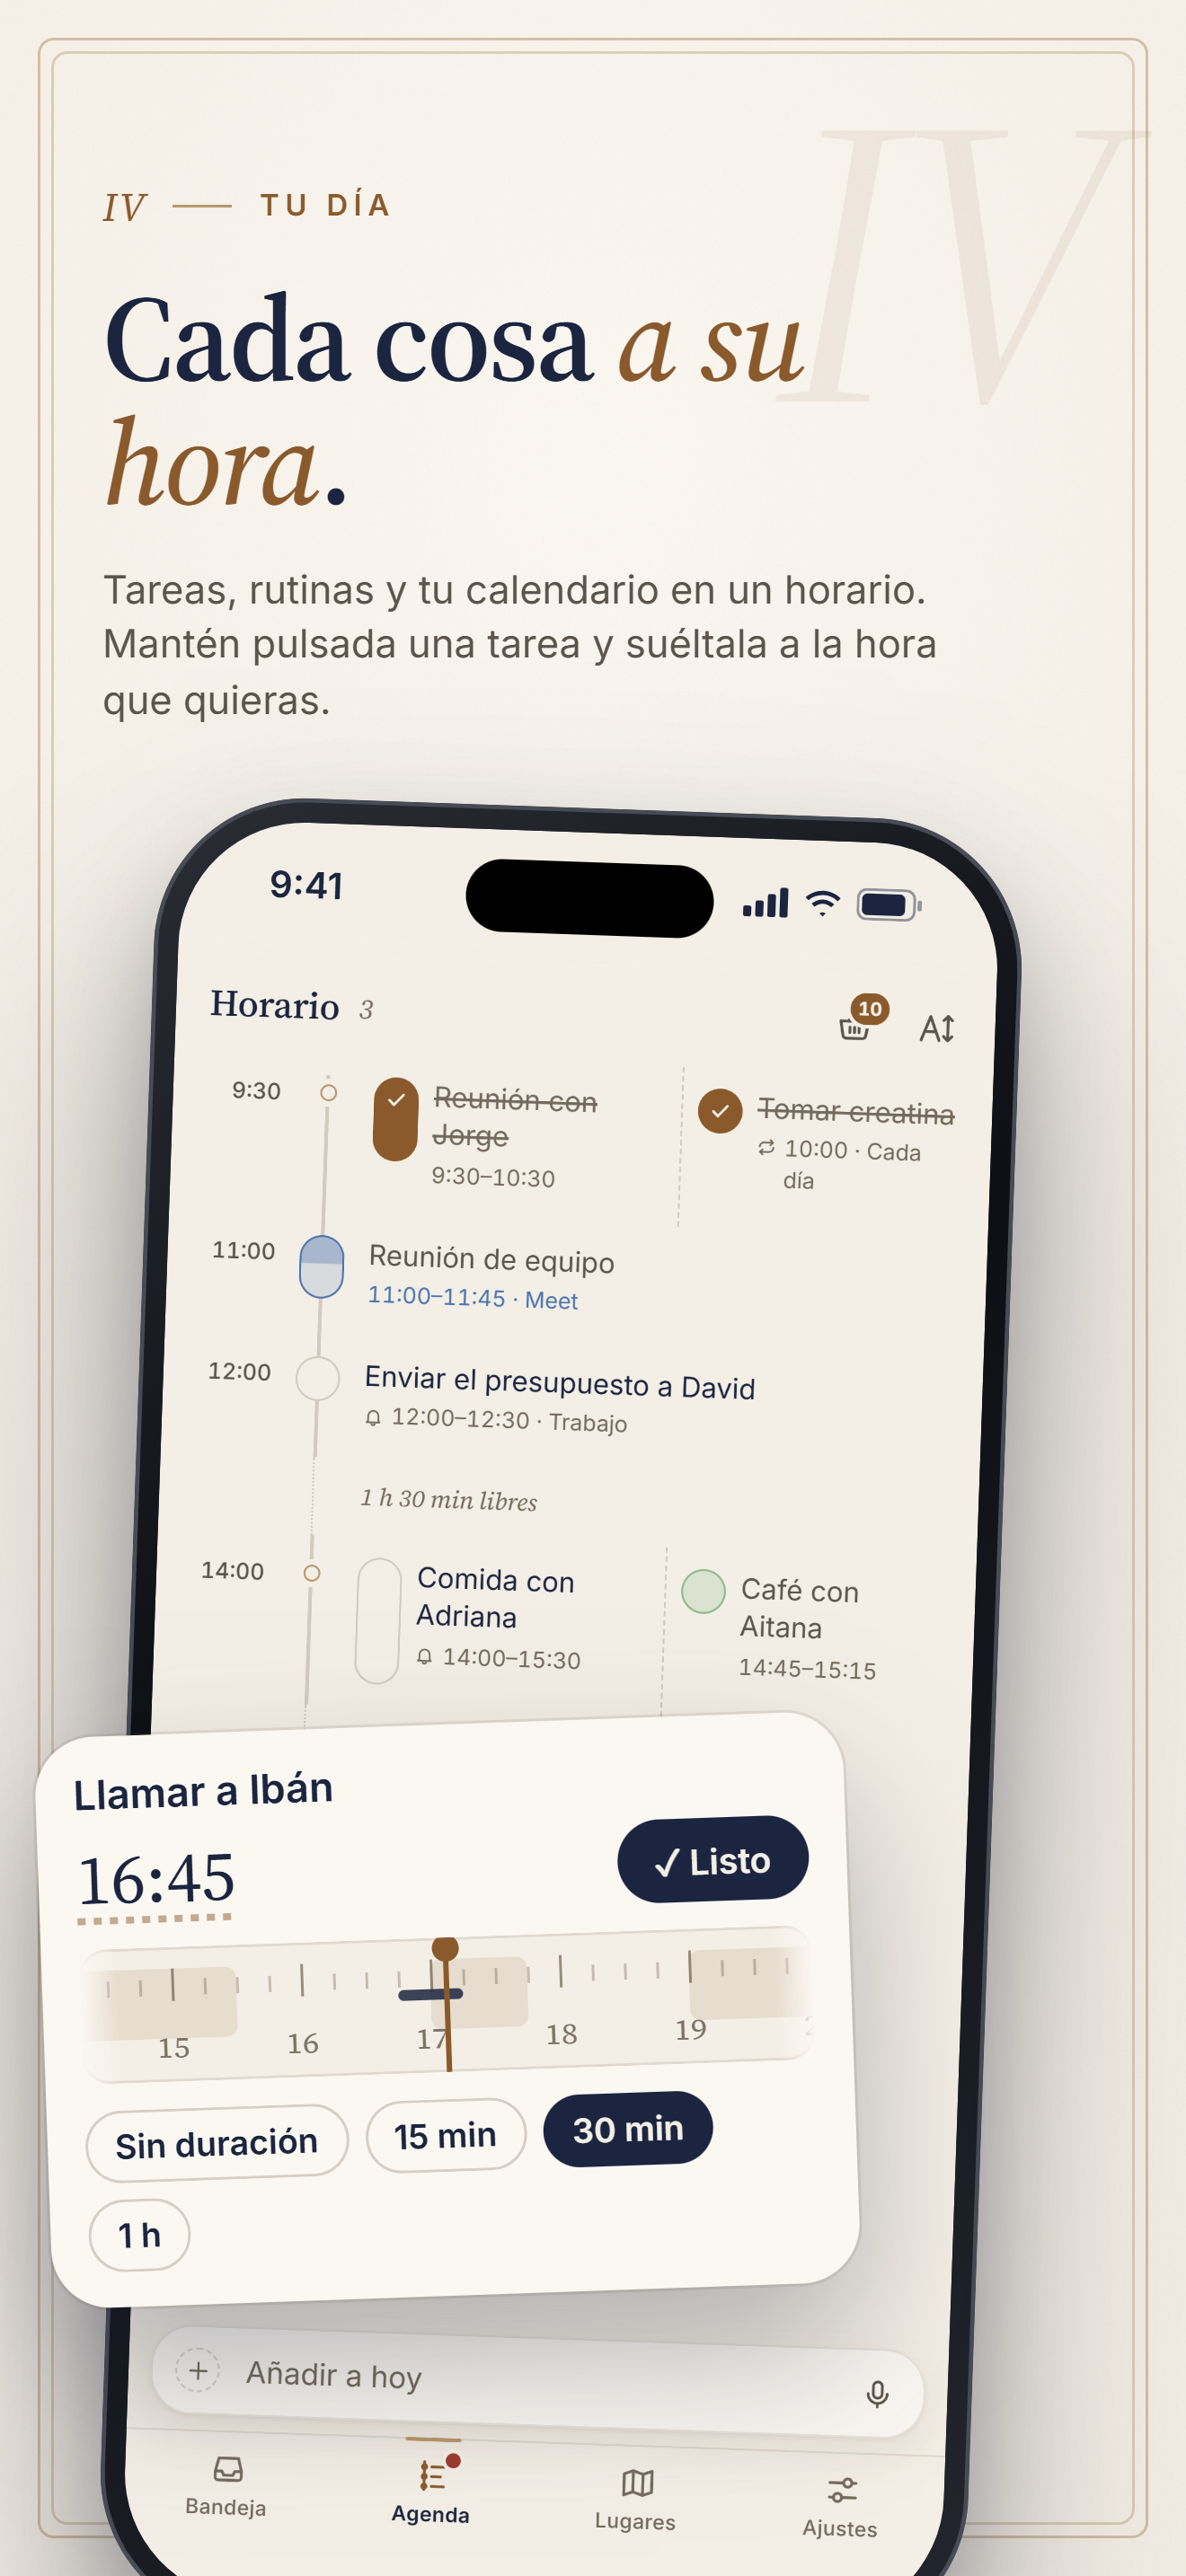 IV
IV — TU DÍA
Cada cosa a su
hora.
Tareas, rutinas y tu calendario en un horario.
Mantén pulsada una tarea y suéltala a la hora
que quieras.
9:41
Horario 3
10
A
9:30
Reunión con
Jorge
9:30–10:30
Tomar creatina
10:00 · Cada
día
11:00
Reunión de equipo
11:00–11:45 · Meet
12:00
Enviar el presupuesto a David
12:00–12:30 · Trabajo
1 h 30 min libres
14:00
Comida con
Adriana
14:00–15:30
Café con
Aitana
14:45–15:15
Llamar a Ibán
16:45
✓ Listo
15 16 17 18 19
Sin duración 15 min 30 min
1 h
Añadir a hoy
Bandeja Agenda Lugares Ajustes